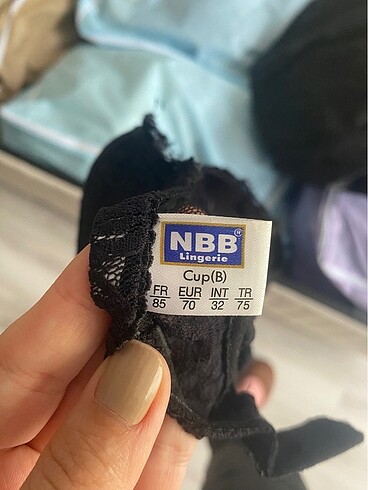 NBB®
Lingerie
Cup(B)
FR EUR INT TR
85 70 32 75